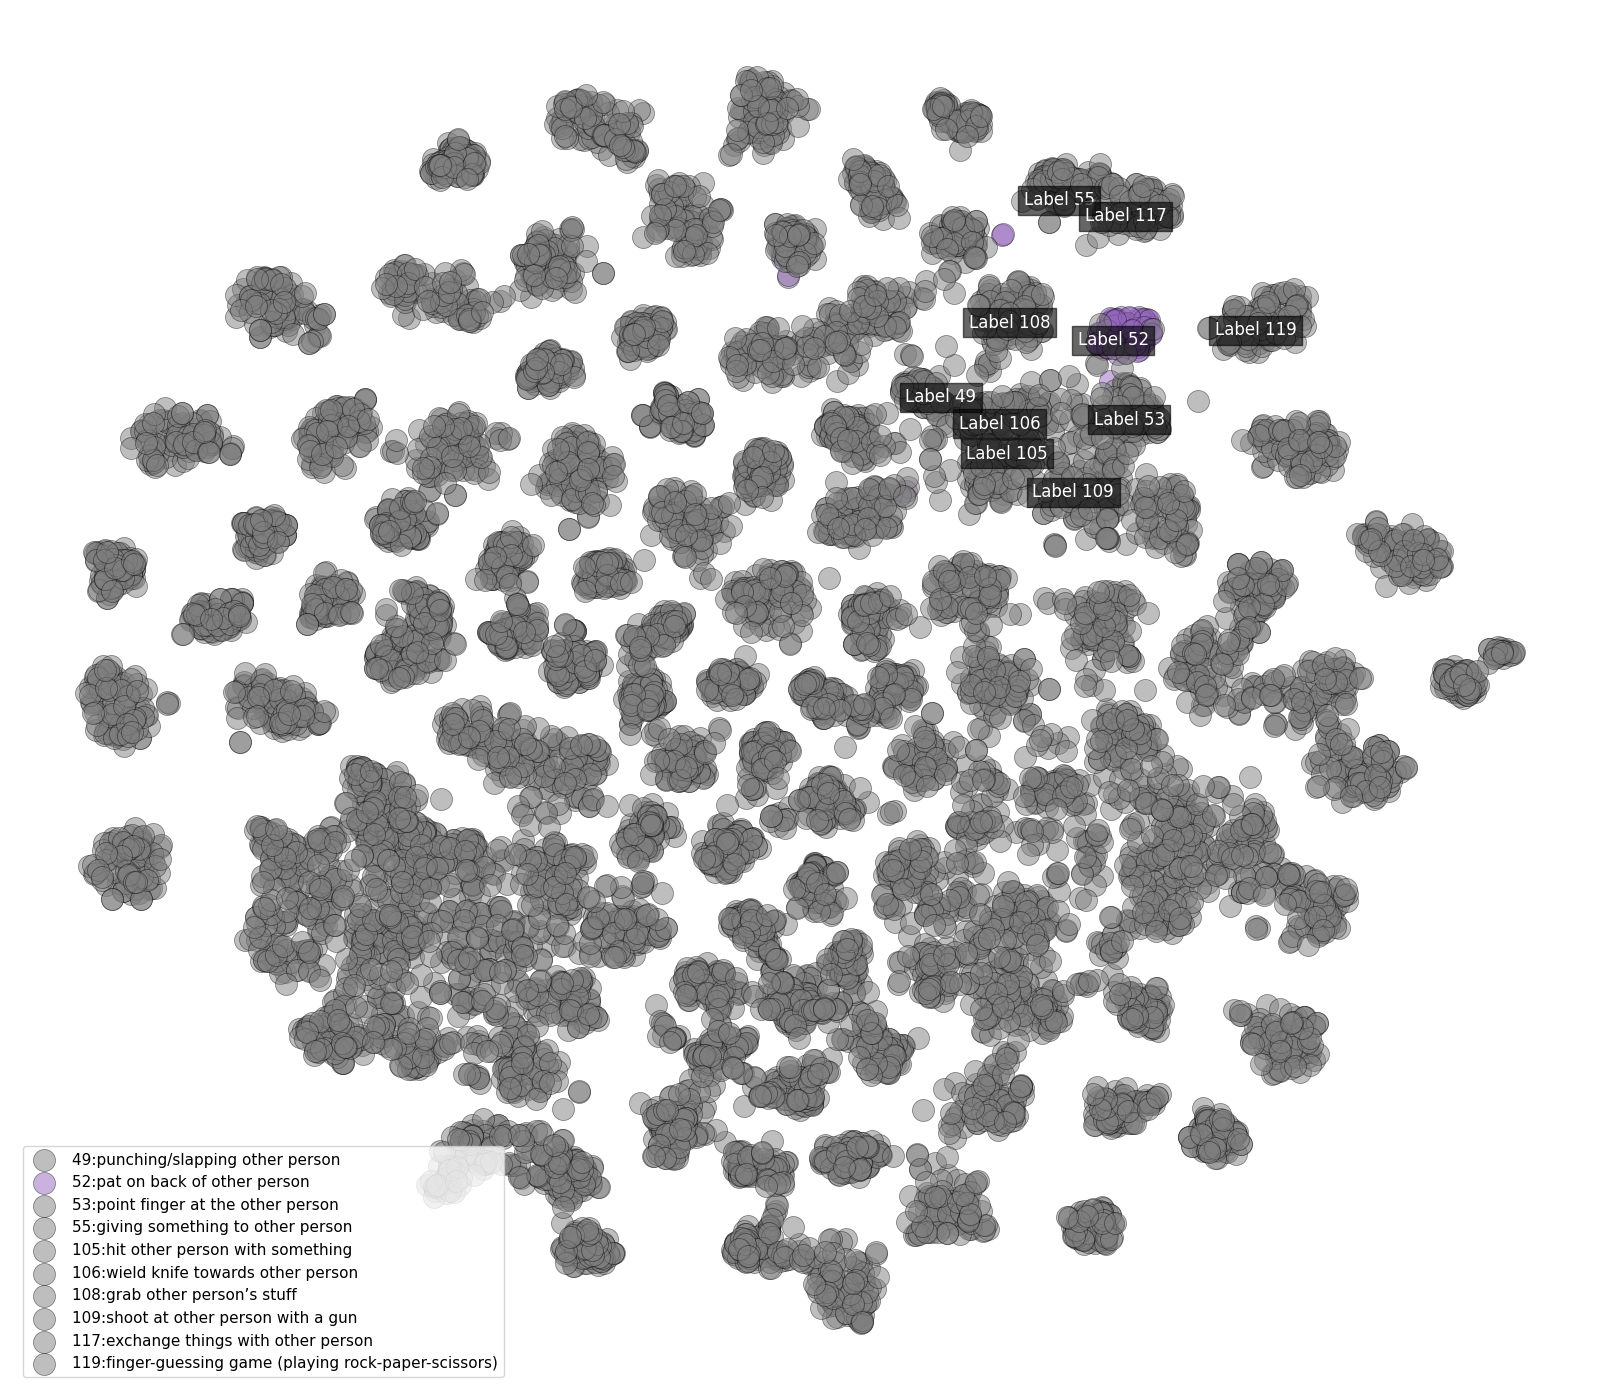 Label 55
Label 117
Label 108
Label 119
Label 52
Label 49
Label 53
Label 106
Label 105
Label 109
49:punching/slapping other person
52:pat on back of other person
53:point finger at the other person
55:giving something to other person
105:hit other person with something
106:wield knife towards other person
108:grab other person’s stuff
109:shoot at other person with a gun
117:exchange things with other person
119:finger-guessing game (playing rock-paper-scissors)